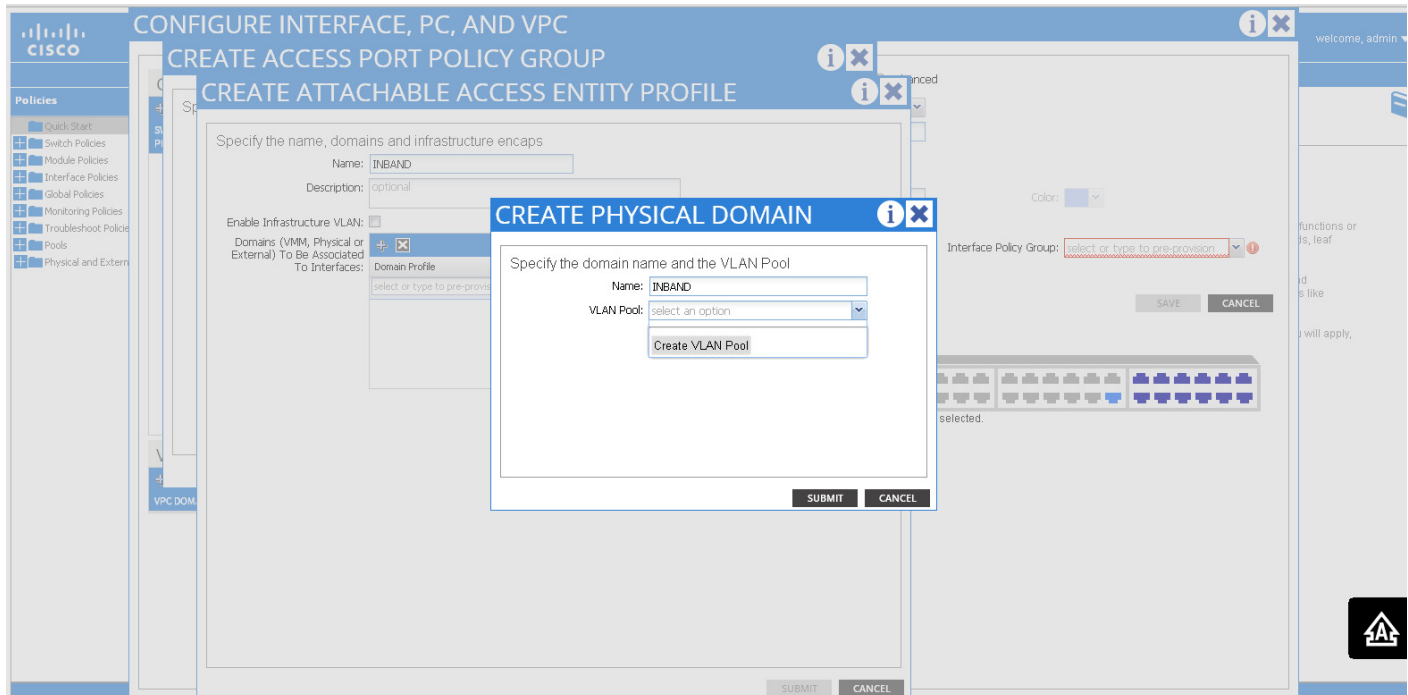 CISCO
welcome, admin
CONFIGURE INTERFACE, PC, AND VPC
CREATE ACCESS PORT POLICY GROUP
CREATE ATTACHABLE ACCESS ENTITY PROFILE
Policies
Quick Start
Switch Policies
Module Policies
Interface Policies
Global Policies
Monitoring Policies
Troubleshoot Policie
Pools
Physical and Extern
VPC DOM
Specify the name, domains and infrastructure encaps
Name: INBAND
Description: optional
Enable Infrastructure VLAN:
Domains (VMM, Physical or
External) To Be Associated
To Interfaces:
Domain Profile
select or type to pre-provis
SUBMIT CANCEL
CREATE PHYSICAL DOMAIN
Specify the domain name and the VLAN Pool
Name: INBAND
VLAN Pool: select an option
Create VLAN Pool
SUBMIT CANCEL
anced
Color:
Interface Policy Group: select or type to pre-provision
SAVE CANCEL
selected.
functions or
ds, leaf
nd
s like
u will apply,